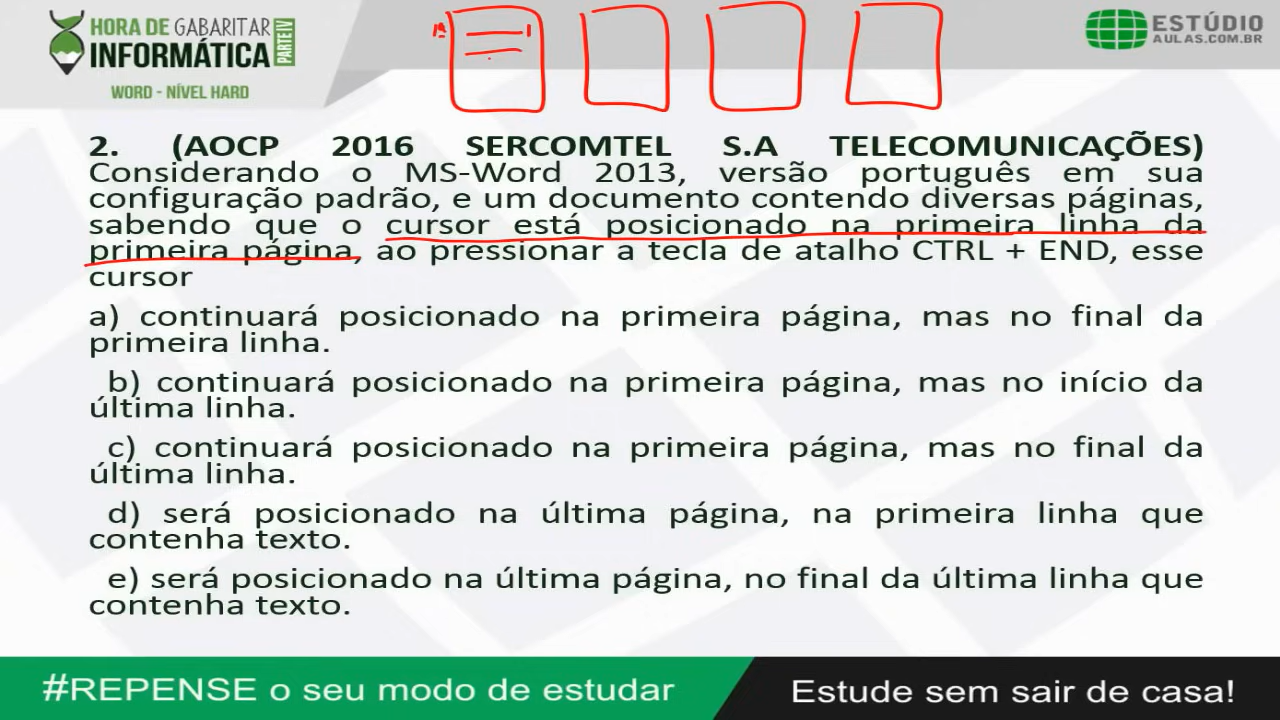 HORA DE GABARITAR
INFORMÁTICA
PARTE IV
WORD - NÍVEL HARD
ESTÚDIO
AULAS.COM.BR
2. (AOCP 2016 SERCOMTEL S.A TELECOMUNICAÇÕES)
Considerando o MS-Word 2013, versão português em sua
configuração padrão, e um documento contendo diversas páginas,
sabendo que o cursor está posicionado na primeira linha da
primeira página, ao pressionar a tecla de atalho CTRL + END, esse
cursor
a) continuará posicionado na primeira página, mas no final da
primeira linha.
b) continuará posicionado na primeira página, mas no início da
última linha.
c) continuará posicionado na primeira página, mas no final da
última linha.
d) será posicionado na última página, na primeira linha que
contenha texto.
e) será posicionado na última página, no final da última linha que
contenha texto.
#REPENSE o seu modo de estudar
Estude sem sair de casa!